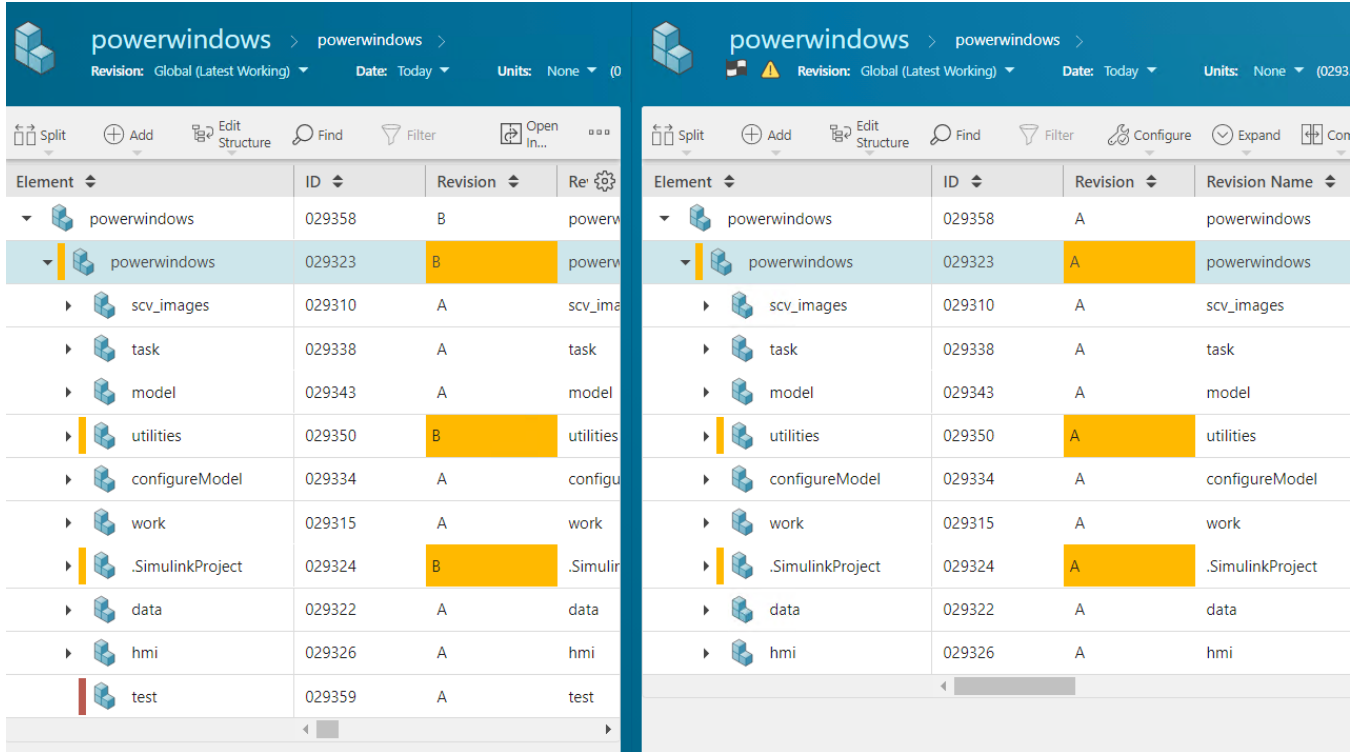 powerwindows > powerwindows >
Revision: Global (Latest Working) Date: Today Units: None (0
Split Add Edit Structure Find Filter Open In...
Element ID Revision Re
powerwindows 029358 B powerw
powerwindows 029323 B powerw
scv_images 029310 A scv_ima
task 029338 A task
model 029343 A model
utilities 029350 B utilities
configureModel 029334 A configu
work 029315 A work
.SimulinkProject 029324 B .Simulin
data 029322 A data
hmi 029326 A hmi
test 029359 A test
powerwindows > powerwindows >
Revision: Global (Latest Working) Date: Today Units: None (0293
Split Add Edit Structure Find Filter Configure Expand Com
Element ID Revision Revision Name
powerwindows 029358 A powerwindows
powerwindows 029323 A powerwindows
scv_images 029310 A scv_images
task 029338 A task
model 029343 A model
utilities 029350 A utilities
configureModel 029334 A configureModel
work 029315 A work
.SimulinkProject 029324 A .SimulinkProject
data 029322 A data
hmi 029326 A hmi